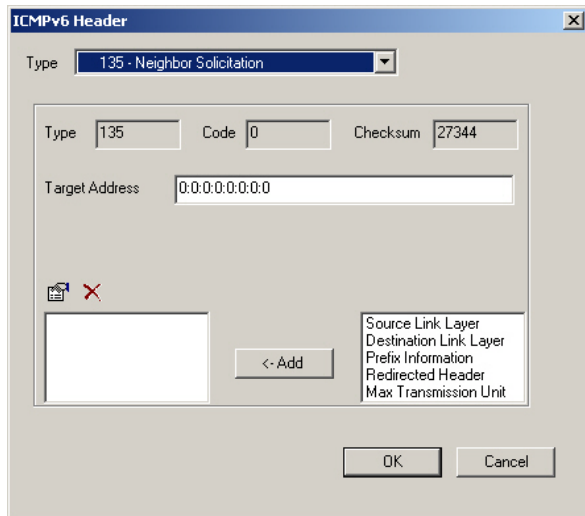 ICMPv6 Header
Type 135 - Neighbor Solicitation
Type 135 Code 0 Checksum 27344
Target Address 0:0:0:0:0:0:0:0
Source Link Layer
Destination Link Layer
Prefix Information
Redirected Header
Max Transmission Unit
<- Add
OK Cancel